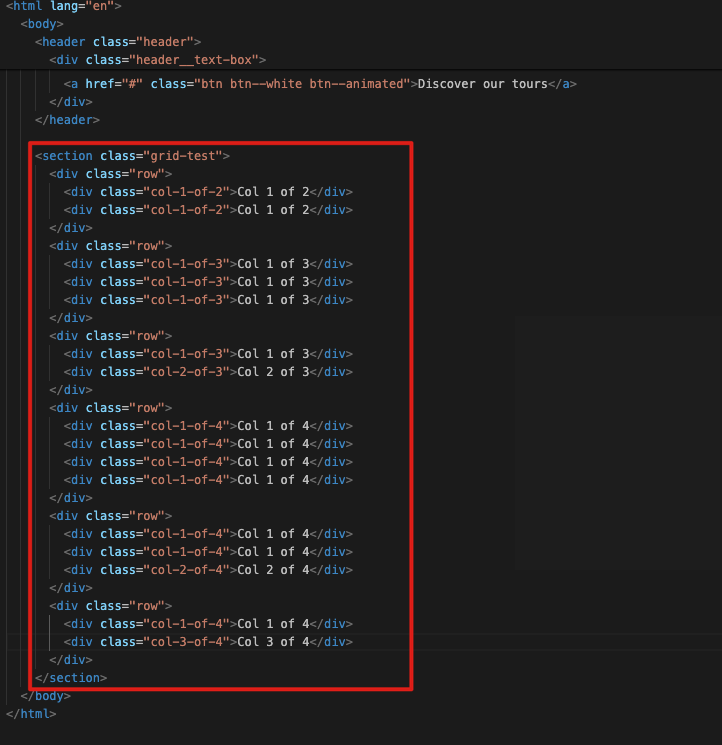 <html lang="en">
<body>
<header class="header">
<div class="header__text-box">
<a href="#" class="btn btn--white btn--animated">Discover our tours</a>
</div>
</header>
<section class="grid-test">
<div class="row">
<div class="col-1-of-2">Col 1 of 2</div>
<div class="col-1-of-2">Col 1 of 2</div>
</div>
<div class="row">
<div class="col-1-of-3">Col 1 of 3</div>
<div class="col-1-of-3">Col 1 of 3</div>
<div class="col-1-of-3">Col 1 of 3</div>
</div>
<div class="row">
<div class="col-1-of-3">Col 1 of 3</div>
<div class="col-2-of-3">Col 2 of 3</div>
</div>
<div class="row">
<div class="col-1-of-4">Col 1 of 4</div>
<div class="col-1-of-4">Col 1 of 4</div>
<div class="col-1-of-4">Col 1 of 4</div>
<div class="col-1-of-4">Col 1 of 4</div>
</div>
<div class="row">
<div class="col-1-of-4">Col 1 of 4</div>
<div class="col-1-of-4">Col 1 of 4</div>
<div class="col-2-of-4">Col 2 of 4</div>
</div>
<div class="row">
<div class="col-1-of-4">Col 1 of 4</div>
<div class="col-3-of-4">Col 3 of 4</div>
</div>
</section>
</body>
</html>